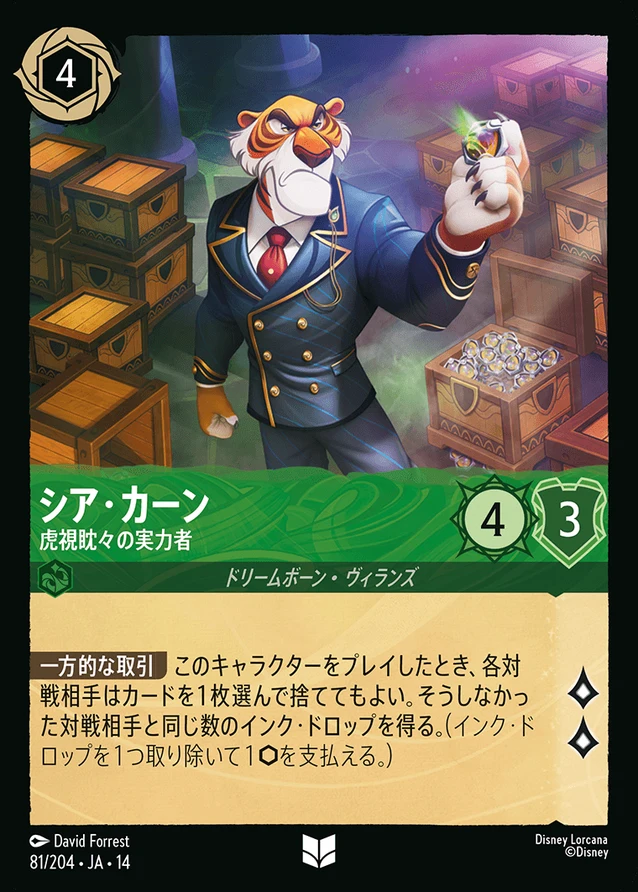 4
シア・カーン
虎視眈々の実力者
4
3
ドリームボーン・ヴィランズ
一方的な取引 このキャラクターをプレイしたとき、各対
戦相手はカードを1枚選んで捨ててもよい。そうしなかっ
た対戦相手と同じ数のインク・ドロップを得る。(インク・ド
ロップを1つ取り除いて1⬡を支払える。)
David Forrest
81/204・JA・14
Disney Lorcana
©Disney